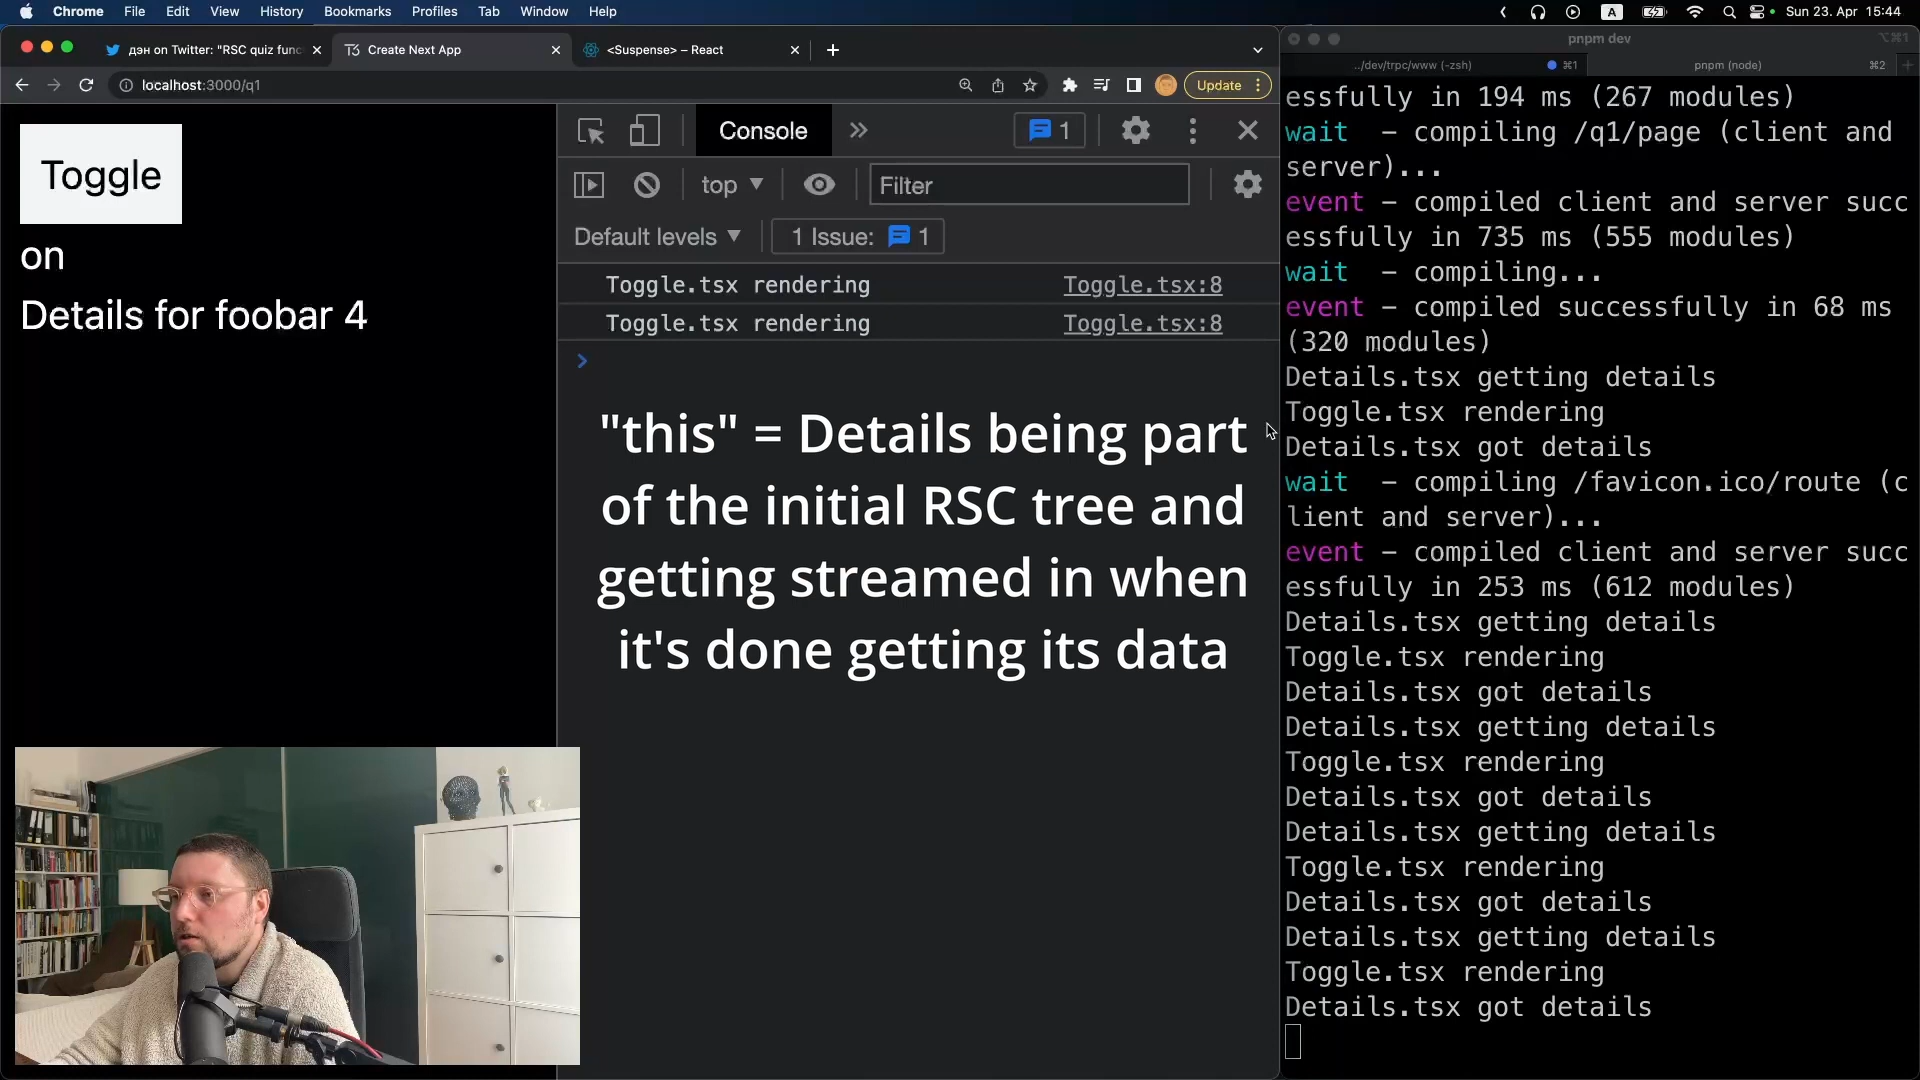 Chrome File Edit View History Bookmarks Profiles Tab Window Help
A
Sun 23. Apr 15:44
дэн on Twitter: "RSC quiz func
Create Next App
<Suspense> – React
localhost:3000/q1
Update
Toggle
on
Details for foobar 4
Console
1
top
Filter
Default levels
1 Issue: 1
Toggle.tsx rendering Toggle.tsx:8
Toggle.tsx rendering Toggle.tsx:8
"this" = Details being part
of the initial RSC tree and
getting streamed in when
it's done getting its data
pnpm dev
⌥⌘1
../dev/trpc/www (-zsh) ⌘1
pnpm (node) ⌘2
essfully in 194 ms (267 modules)
wait - compiling /q1/page (client and
server)...
event - compiled client and server succ
essfully in 735 ms (555 modules)
wait - compiling...
event - compiled successfully in 68 ms
(320 modules)
Details.tsx getting details
Toggle.tsx rendering
Details.tsx got details
wait - compiling /favicon.ico/route (c
lient and server)...
event - compiled client and server succ
essfully in 253 ms (612 modules)
Details.tsx getting details
Toggle.tsx rendering
Details.tsx got details
Details.tsx getting details
Toggle.tsx rendering
Details.tsx got details
Details.tsx getting details
Toggle.tsx rendering
Details.tsx got details
Details.tsx getting details
Toggle.tsx rendering
Details.tsx got details